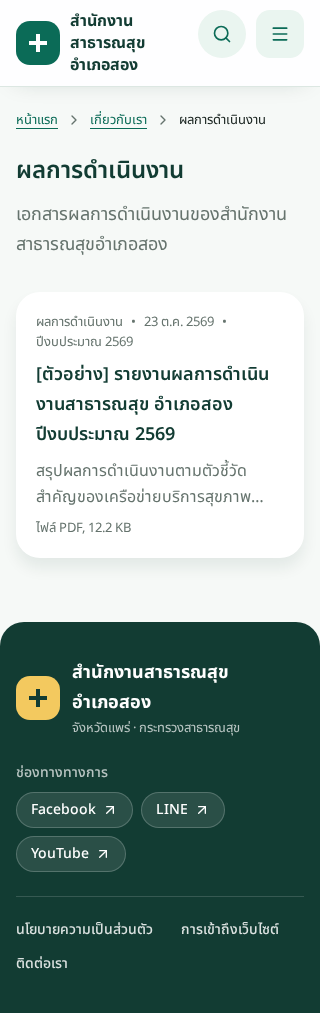 สำนักงาน
สาธารณสุข
อำเภอสอง
หน้าแรก > เกี่ยวกับเรา > ผลการดำเนินงาน
ผลการดำเนินงาน
เอกสารผลการดำเนินงานของสำนักงาน
สาธารณสุขอำเภอสอง
ผลการดำเนินงาน • 23 ต.ค. 2569 •
ปีงบประมาณ 2569
[ตัวอย่าง] รายงานผลการดำเนิน
งานสาธารณสุข อำเภอสอง
ปีงบประมาณ 2569
สรุปผลการดำเนินงานตามตัวชี้วัด
สำคัญของเครือข่ายบริการสุขภาพ...
ไฟล์ PDF, 12.2 KB
สำนักงานสาธารณสุข
อำเภอสอง
จังหวัดแพร่ · กระทรวงสาธารณสุข
ช่องทางทางการ
Facebook
LINE
YouTube
นโยบายความเป็นส่วนตัว
การเข้าถึงเว็บไซต์
ติดต่อเรา